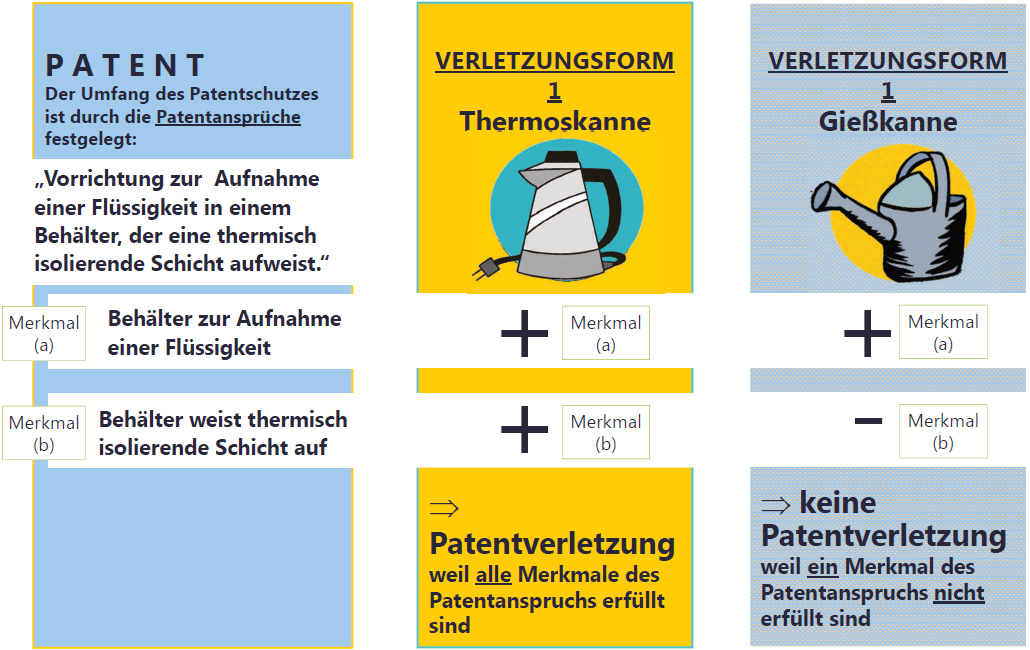 P A T E N T
Der Umfang des Patentschutzes
ist durch die Patentansprüche
festgelegt:
„Vorrichtung zur Aufnahme
einer Flüssigkeit in einem
Behälter, der eine thermisch
isolierende Schicht aufweist.“
Merkmal
(a)
Behälter zur Aufnahme
einer Flüssigkeit
Merkmal
(b)
Behälter weist thermisch
isolierende Schicht auf
VERLETZUNGSFORM
1
Thermoskanne
+
Merkmal
(a)
+
Merkmal
(b)
⇒
Patentverletzung
weil alle Merkmale des
Patentanspruchs erfüllt
sind
VERLETZUNGSFORM
1
Gießkanne
+
Merkmal
(a)
-
Merkmal
(b)
⇒ keine
Patentverletzung
weil ein Merkmal des
Patentanspruchs nicht
erfüllt sind